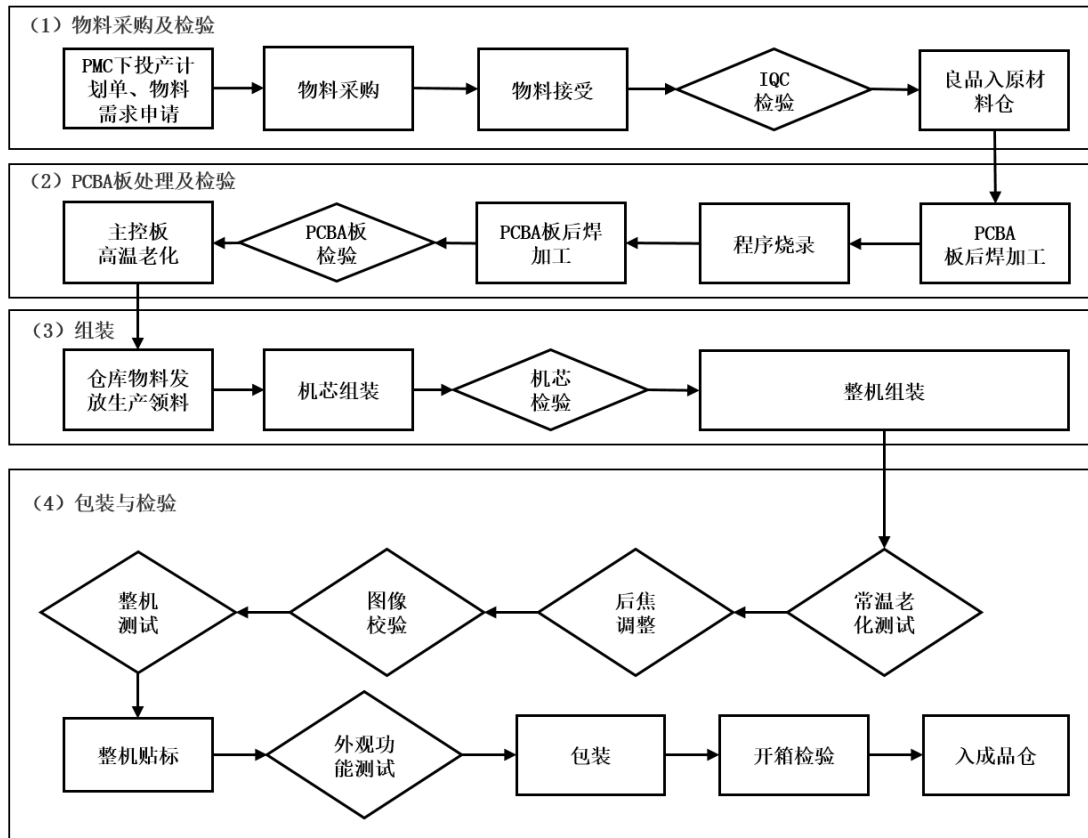 （1）物料采购及检验
PMC下投产计
划单、物料
需求申请
物料采购
物料接受
IQC
检验
良品入原材
料仓
（2）PCBA板处理及检验
主控板
高温老化
PCBA板
检验
PCBA板后焊
加工
程序烧录
PCBA
板后焊加工
（3）组装
仓库物料发
放生产领料
机芯组装
机芯
检验
整机组装
（4）包装与检验
整机
测试
图像
校验
后焦
调整
常温老
化测试
整机贴标
外观功
能测试
包装
开箱检验
入成品仓